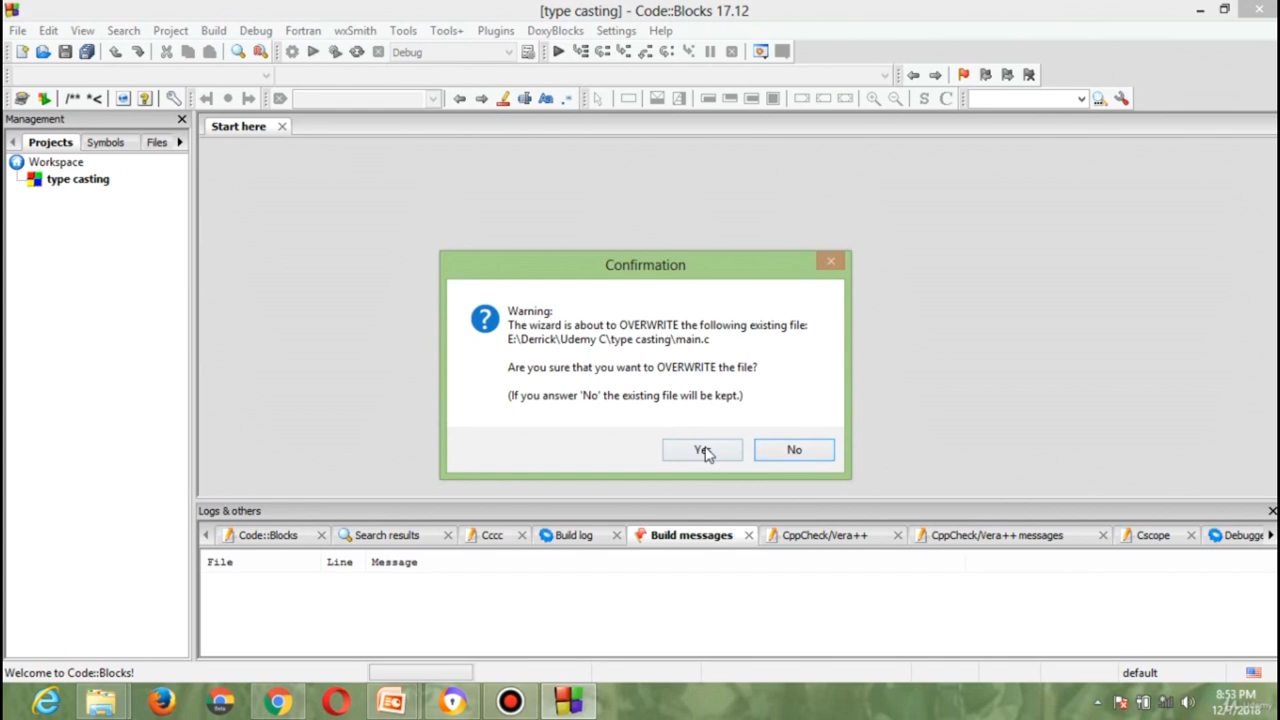 [type casting] - Code::Blocks 17.12
File Edit View Search Project Build Debug Fortran wxSmith Tools Tools+ Plugins DoxyBlocks Settings Help
Debug
/** *<
S C
Management
Start here
Projects Symbols Files
Workspace
type casting
Confirmation
Warning:
The wizard is about to OVERWRITE the following existing file:
E:\Derrick\Udemy C\type casting\main.c
Are you sure that you want to OVERWRITE the file?
(If you answer 'No' the existing file will be kept.)
Yes No
Logs & others
Code::Blocks Search results Cccc Build log Build messages CppCheck/Vera++ CppCheck/Vera++ messages Cscope Debugge
File Line Message
Welcome to Code::Blocks! default
8:53 PM